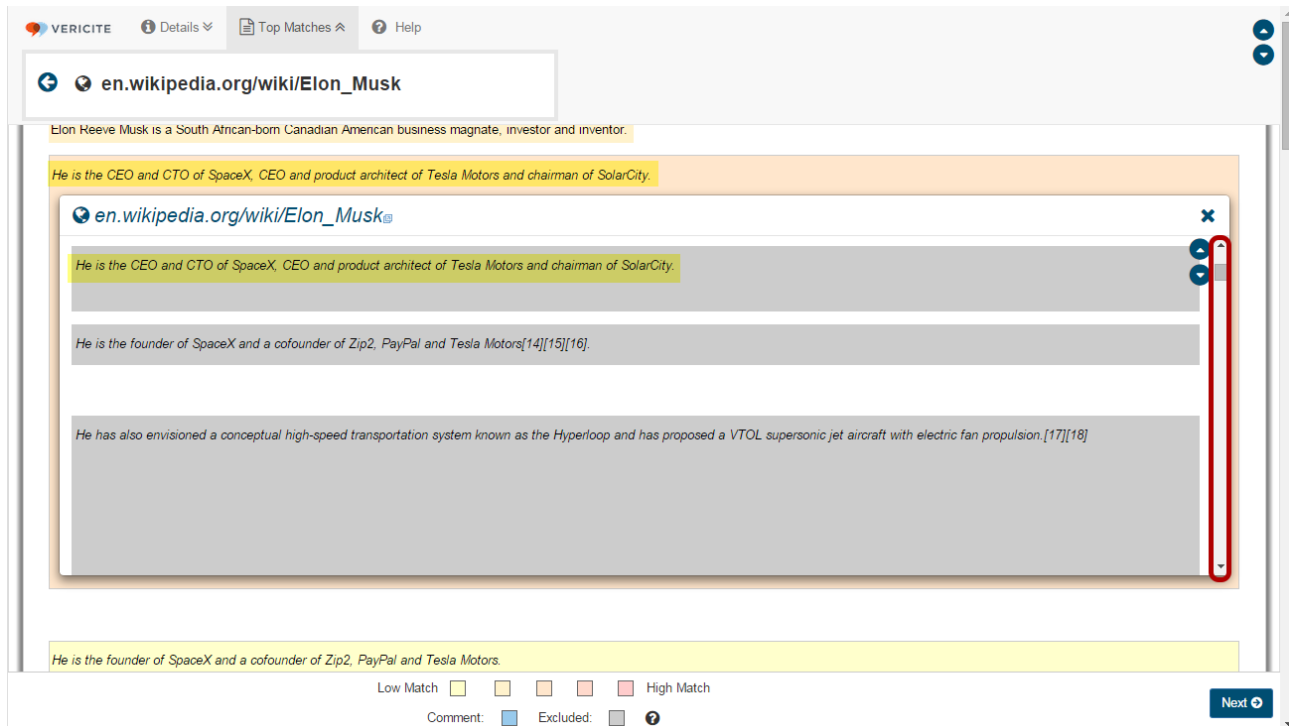 VERICITE Details Top Matches Help
en.wikipedia.org/wiki/Elon_Musk
Elon Reeve Musk is a South African-born Canadian American business magnate, investor and inventor.
He is the CEO and CTO of SpaceX, CEO and product architect of Tesla Motors and chairman of SolarCity.
en.wikipedia.org/wiki/Elon_Musk
He is the CEO and CTO of SpaceX, CEO and product architect of Tesla Motors and chairman of SolarCity.
He is the founder of SpaceX and a cofounder of Zip2, PayPal and Tesla Motors[14][15][16].
He has also envisioned a conceptual high-speed transportation system known as the Hyperloop and has proposed a VTOL supersonic jet aircraft with electric fan propulsion.[17][18]
He is the founder of SpaceX and a cofounder of Zip2, PayPal and Tesla Motors.
Low Match High Match
Next
Comment: Excluded: